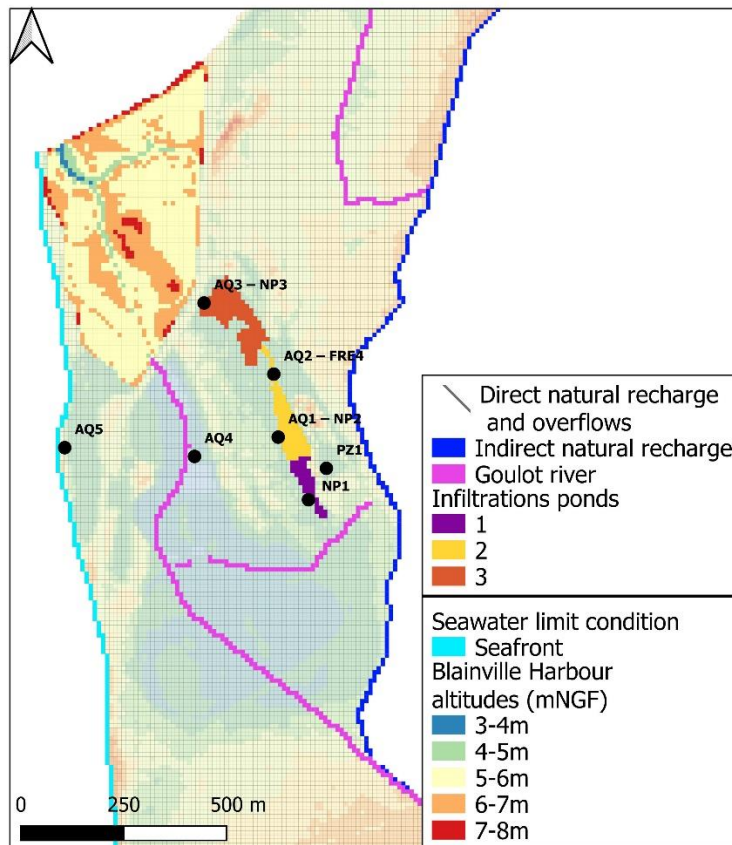 AQ3 – NP3
AQ2 – FRE4
AQ1 – NP2
AQ5
AQ4
PZ1
NP1
Direct natural recharge
and overflows
Indirect natural recharge
Goulot river
Infiltrations ponds
1
2
3
Seawater limit condition
Seafront
Blainville Harbour
altitudes (mNGF)
3-4m
4-5m
5-6m
6-7m
7-8m
0 250 500 m